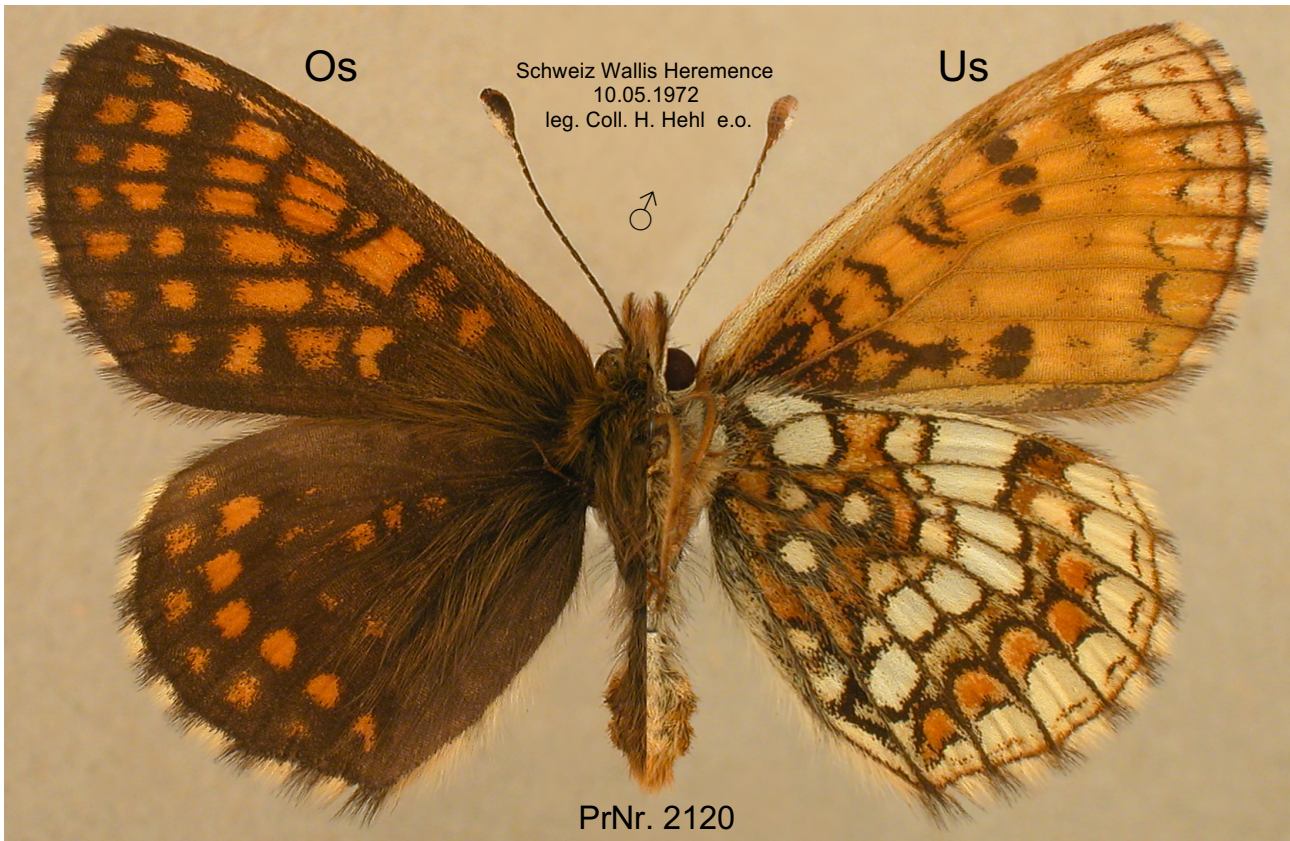 Os
Schweiz Wallis Heremence
10.05.1972
leg. Coll. H. Hehl e.o.
♂
Us
PrNr. 2120